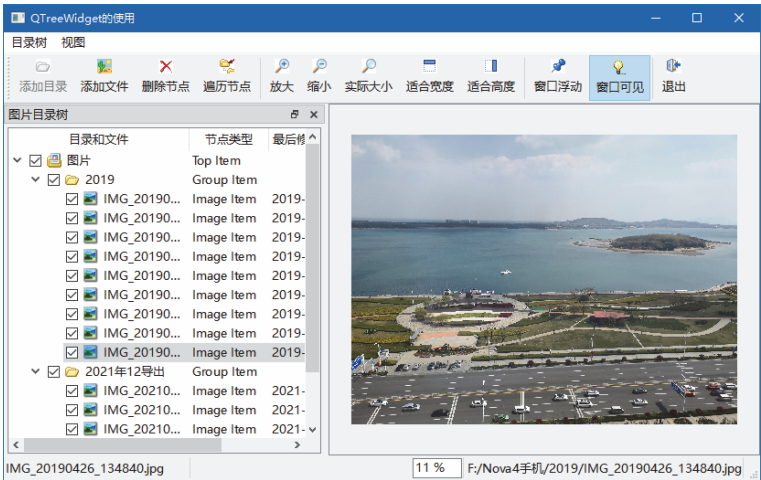 QTreeWidget的使用
目录树 视图
添加目录 添加文件 删除节点 遍历节点 放大 缩小 实际大小 适合宽度 适合高度 窗口浮动 窗口可见 退出
图片目录树
目录和文件 节点类型 最后修
图片 Top Item
2019 Group Item
IMG_20190... Image Item 2019-
IMG_20190... Image Item 2019-
IMG_20190... Image Item 2019-
IMG_20190... Image Item 2019-
IMG_20190... Image Item 2019-
IMG_20190... Image Item 2019-
IMG_20190... Image Item 2019-
IMG_20190... Image Item 2019-
IMG_20190... Image Item 2019-
2021年12导出 Group Item
IMG_20210... Image Item 2021-
IMG_20210... Image Item 2021-
IMG_20210... Image Item 2021-
IMG_20190426_134840.jpg 11 % F:/Nova4手机/2019/IMG_20190426_134840.jpg